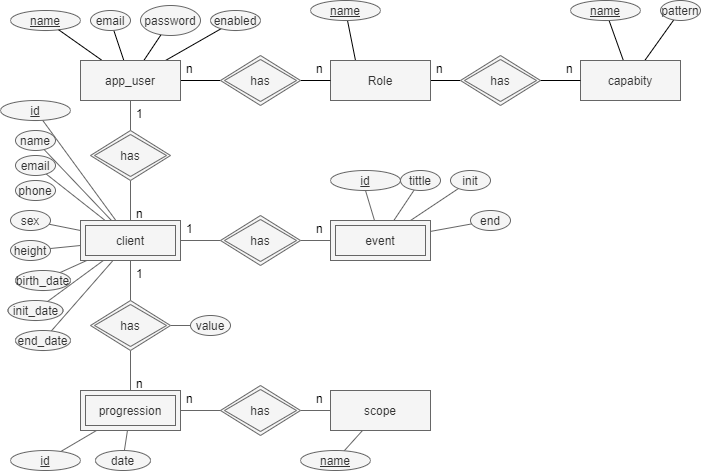 name
email
password
enabled
name
name
pattern
app_user
n
has
n
Role
n
has
n
capabity
id
1
name
has
email
phone
id
tittle
init
sex
n
end
client
1
has
n
event
height
1
birth_date
init_date
has
value
end_date
n
progression
n
has
n
scope
id
date
name